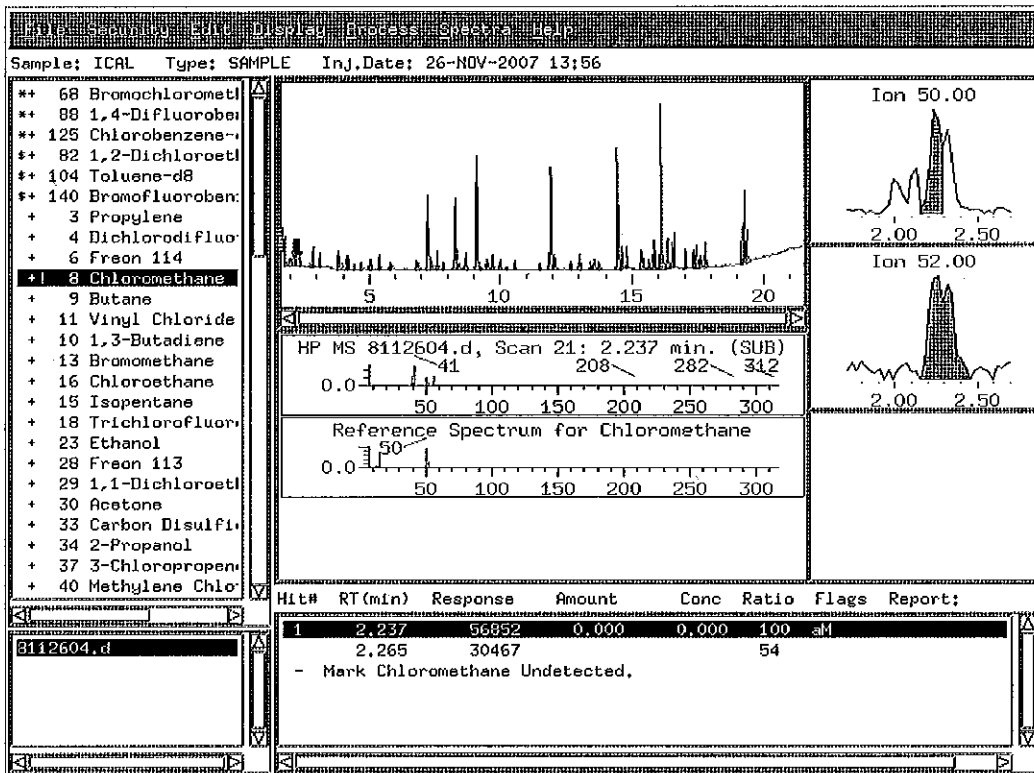 File Security Edit Display Process Spectra Help
Sample: ICAL Type: SAMPLE Inj.Date: 26-NOV-2007 13:56
*+ 68 Bromochloromet
*+ 88 1,4-Difluorobe
*+ 125 Chlorobenzene-
$+ 82 1,2-Dichloroet
$+ 104 Toluene-d8
$+ 140 Bromofluoroben
+ 3 Propylene
+ 4 Dichlorodifluo
+ 6 Freon 114
+! 8 Chloromethane
+ 9 Butane
+ 11 Vinyl Chloride
+ 10 1,3-Butadiene
+ 13 Bromomethane
+ 16 Chloroethane
+ 15 Isopentane
+ 18 Trichlorofluor
+ 23 Ethanol
+ 28 Freon 113
+ 29 1,1-Dichloroet
+ 30 Acetone
+ 33 Carbon Disulfi
+ 34 2-Propanol
+ 37 3-Chloropropen
+ 40 Methylene Chlo
8112604.d
5 10 15 20
HP MS 8112604.d, Scan 21: 2.237 min. (SUB)
41 208 282 312
0.0
50 100 150 200 250 300
Reference Spectrum for Chloromethane
50
0.0
50 100 150 200 250 300
Ion 50.00
2.00 2.50
Ion 52.00
2.00 2.50
Hit# RT(min) Response Amount Conc Ratio Flags Report:
1 2.237 56852 0.000 0.000 100 aM
2.265 30467 54
- Mark Chloromethane Undetected.